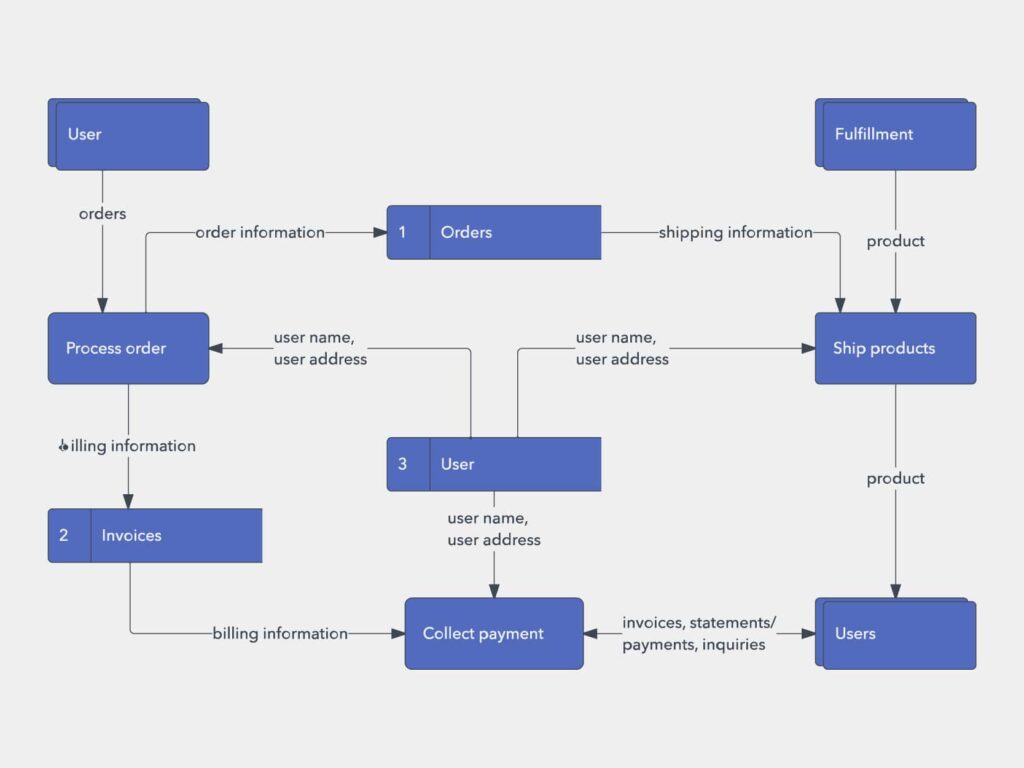 User
Fulfillment
orders
order information
1 Orders
shipping information
product
Process order
user name,
user address
user name,
user address
Ship products
billing information
3 User
product
user name,
user address
2 Invoices
billing information
Collect payment
invoices, statements/
payments, inquiries
Users